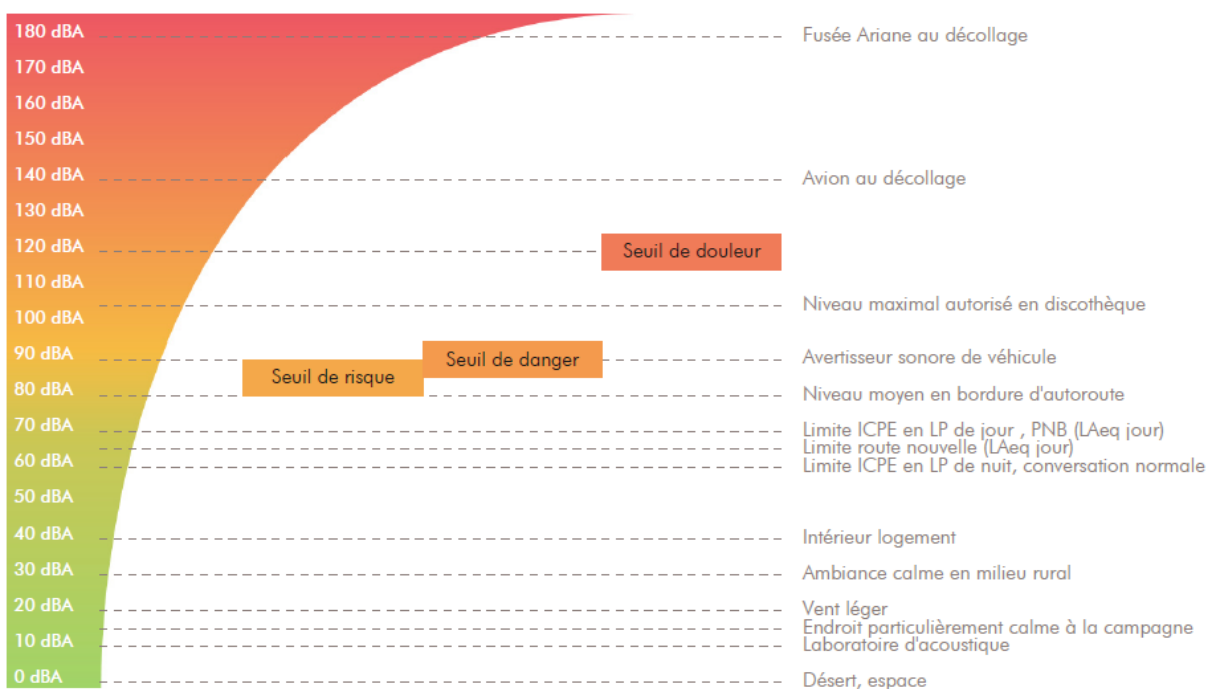 180 dBA
Fusée Ariane au décollage
170 dBA
160 dBA
150 dBA
140 dBA
Avion au décollage
130 dBA
120 dBA
Seuil de douleur
110 dBA
Niveau maximal autorisé en discothèque
100 dBA
90 dBA
Seuil de danger
Avertisseur sonore de véhicule
Seuil de risque
80 dBA
Niveau moyen en bordure d'autoroute
70 dBA
Limite ICPE en LP de jour , PNB (LAeq jour)
Limite route nouvelle (LAeq jour)
60 dBA
Limite ICPE en LP de nuit, conversation normale
50 dBA
40 dBA
Intérieur logement
30 dBA
Ambiance calme en milieu rural
20 dBA
Vent léger
Endroit particulièrement calme à la campagne
10 dBA
Laboratoire d'acoustique
0 dBA
Désert, espace